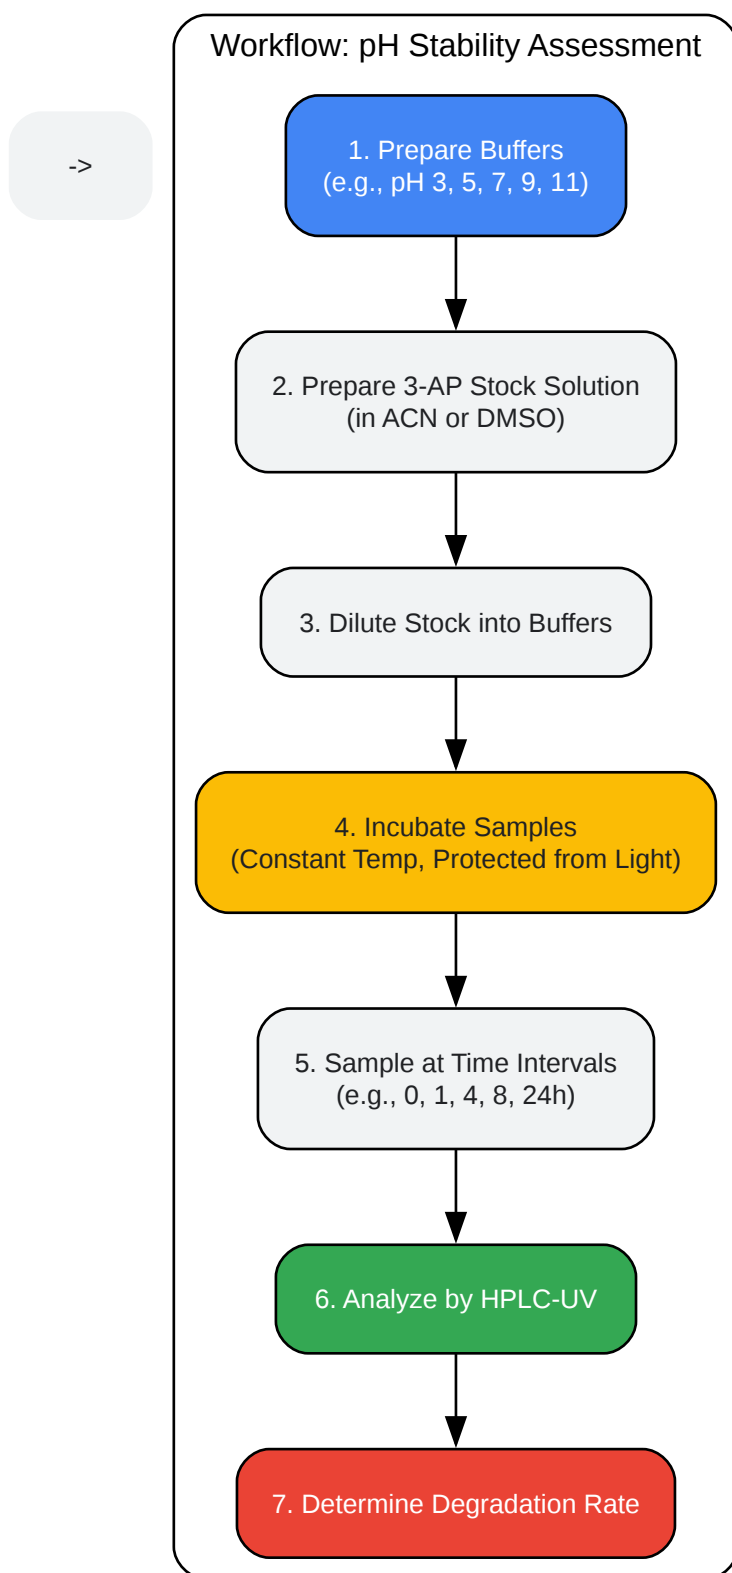 Workflow: pH Stability Assessment
->
1. Prepare Buffers
(e.g., pH 3, 5, 7, 9, 11)
2. Prepare 3-AP Stock Solution
(in ACN or DMSO)
3. Dilute Stock into Buffers
4. Incubate Samples
(Constant Temp, Protected from Light)
5. Sample at Time Intervals
(e.g., 0, 1, 4, 8, 24h)
6. Analyze by HPLC-UV
7. Determine Degradation Rate